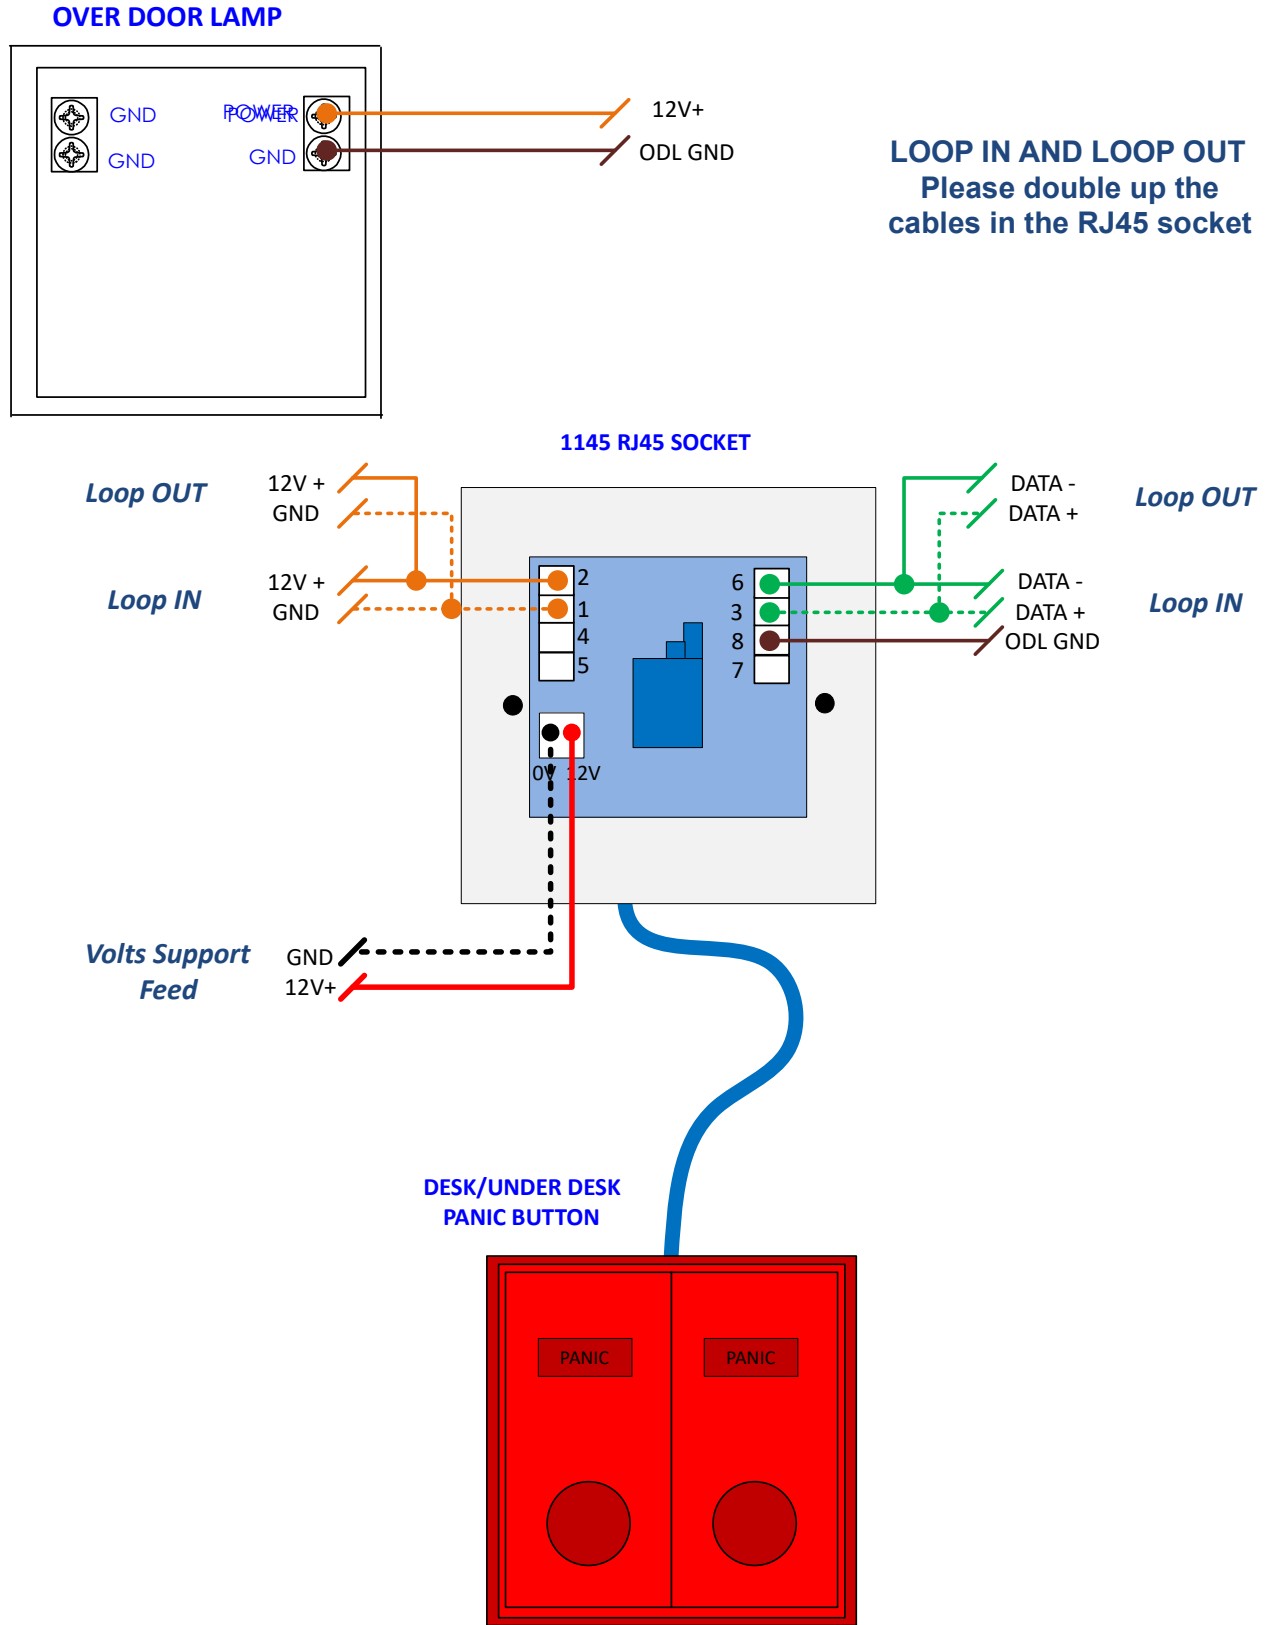 OVER DOOR LAMP
GND
POWER
POWER
12V+
GND
GND
ODL GND
LOOP IN AND LOOP OUT
Please double up the
cables in the RJ45 socket
1145 RJ45 SOCKET
Loop OUT
12V +
GND
DATA -
DATA +
Loop OUT
Loop IN
12V +
GND
2
1
4
5
6
3
8
7
DATA -
DATA +
ODL GND
Loop IN
0V
12V
Volts Support
Feed
GND
12V+
DESK/UNDER DESK
PANIC BUTTON
PANIC
PANIC